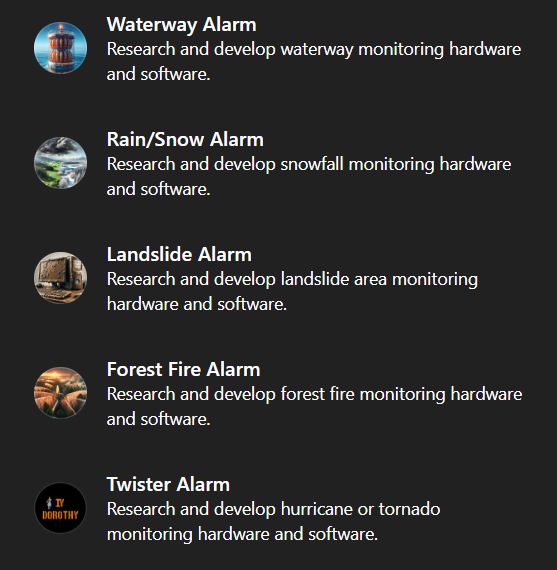 Waterway Alarm
Research and develop waterway monitoring hardware
and software.
Rain/Snow Alarm
Research and develop snowfall monitoring hardware
and software.
Landslide Alarm
Research and develop landslide area monitoring
hardware and software.
Forest Fire Alarm
Research and develop forest fire monitoring hardware
and software.
IV
DOROTHY
Twister Alarm
Research and develop hurricane or tornado
monitoring hardware and software.